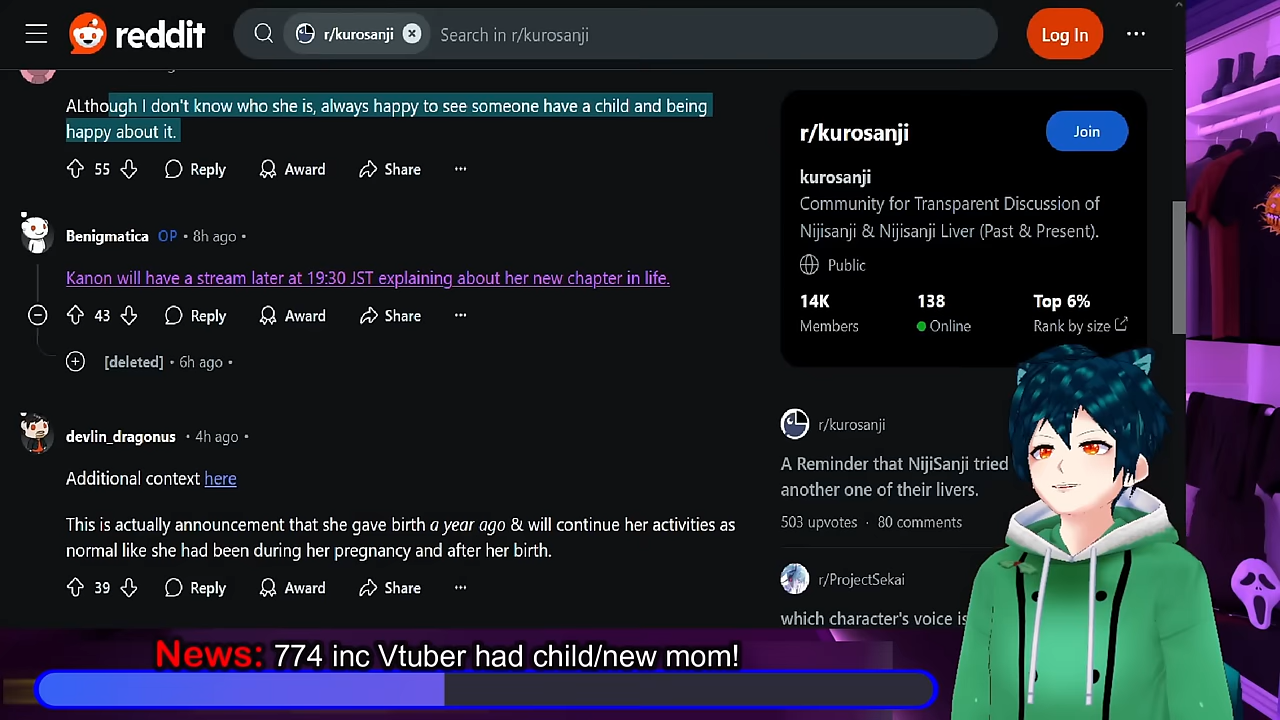 reddit
r/kurosanji
Search in r/kurosanji
Log In
ALthough I don't know who she is, always happy to see someone have a child and being
happy about it.
55
Reply
Award
Share
Benigmatica OP • 8h ago •
Kanon will have a stream later at 19:30 JST explaining about her new chapter in life.
43
Reply
Award
Share
[deleted] • 6h ago •
devlin_dragonus • 4h ago •
Additional context here
This is actually announcement that she gave birth a year ago & will continue her activities as
normal like she had been during her pregnancy and after her birth.
39
Reply
Award
Share
r/kurosanji
Join
kurosanji
Community for Transparent Discussion of
Nijisanji & Nijisanji Liver (Past & Present).
Public
14K
Members
138
Online
Top 6%
Rank by size
r/kurosanji
A Reminder that NijiSanji tried
another one of their livers.
503 upvotes · 80 comments
r/ProjectSekai
which character's voice is
News: 774 inc Vtuber had child/new mom!